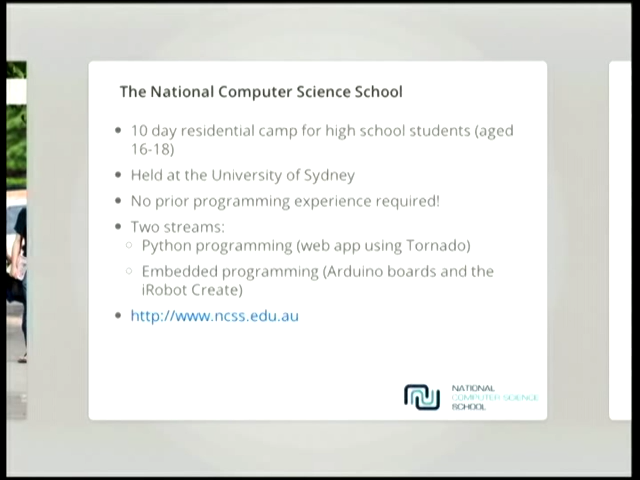 The National Computer Science School
10 day residential camp for high school students (aged
16-18)
Held at the University of Sydney
No prior programming experience required!
Two streams:
Python programming (web app using Tornado)
Embedded programming (Arduino boards and the
iRobot Create)
http://www.ncss.edu.au
NATIONAL
COMPUTER SCIENCE
SCHOOL